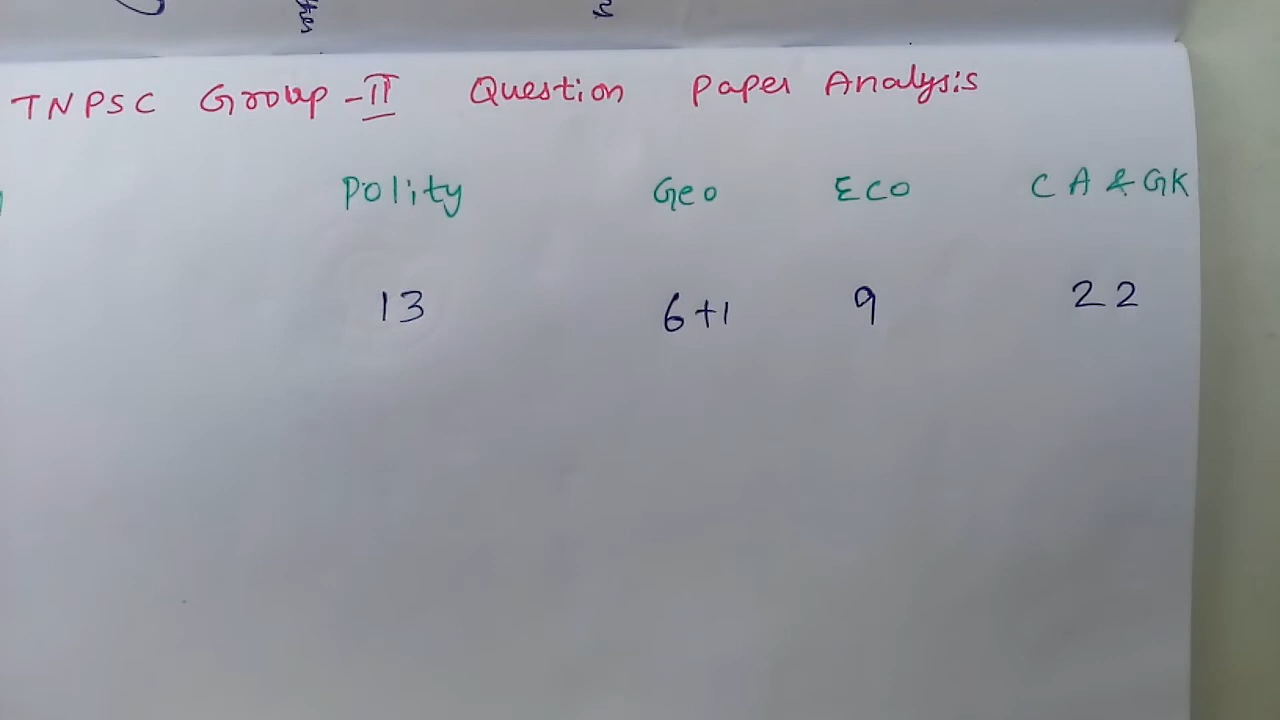 TNPSC Group-II Question Paper Analysis
Polity Geo ECO CA & GK
13 6+1 9 22